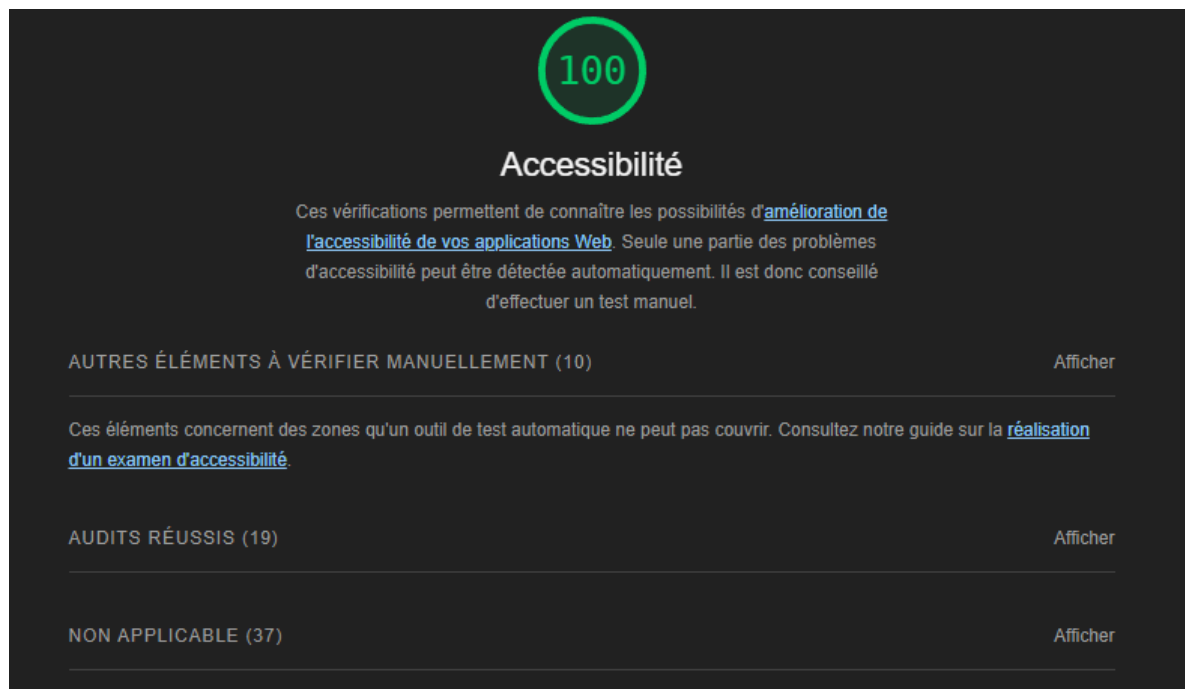 100
Accessibilité
Ces vérifications permettent de connaître les possibilités d'amélioration de
l'accessibilité de vos applications Web. Seule une partie des problèmes
d'accessibilité peut être détectée automatiquement. Il est donc conseillé
d'effectuer un test manuel.
AUTRES ÉLÉMENTS À VÉRIFIER MANUELLEMENT (10) Afficher
Ces éléments concernent des zones qu'un outil de test automatique ne peut pas couvrir. Consultez notre guide sur la réalisation
d'un examen d'accessibilité.
AUDITS RÉUSSIS (19) Afficher
NON APPLICABLE (37) Afficher